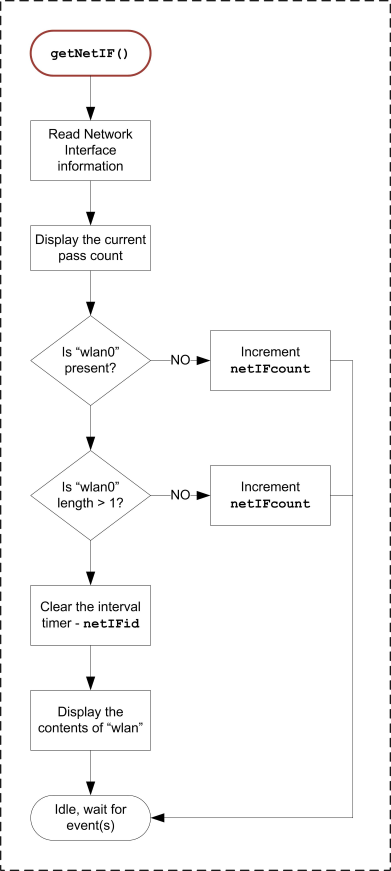 getNetIF()
Read Network
Interface
information
Display the current
pass count
Is “wlan0”
present?
NO
Increment
netIFcount
Is “wlan0”
length > 1?
NO
Increment
netIFcount
Clear the interval
timer - netIFid
Display the
contents of “wlan”
Idle, wait for
event(s)